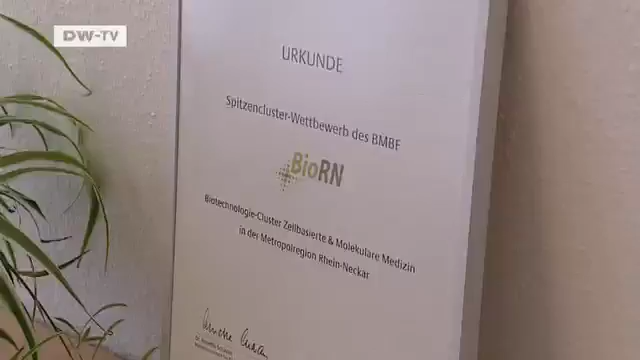 DW-TV
URKUNDE
Spitzencluster-Wettbewerb des BMBF
BioRN
Biotechnologie-Cluster Zellbasierte & Molekulare Medizin
in der Metropolregion Rhein-Neckar